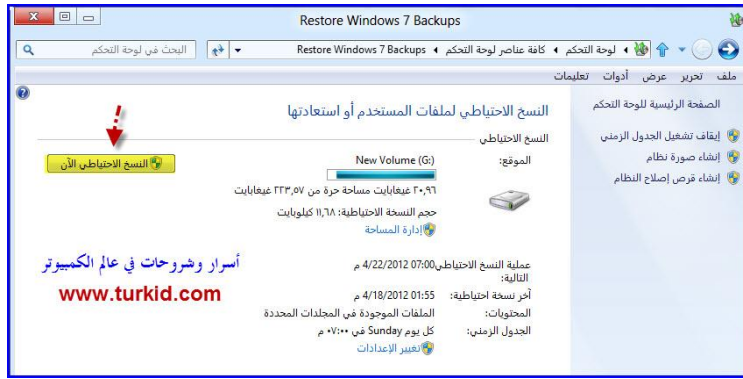 Restore Windows 7 Backups
لوحة التحكم ◂ كافة عناصر لوحة التحكم ◂ Restore Windows 7 Backups
البحث في لوحة التحكم
ملف تحرير عرض أدوات تعليمات
الصفحة الرئيسية للوحة التحكم
إيقاف تشغيل الجدول الزمني
إنشاء صورة نظام
إنشاء قرص إصلاح النظام
النسخ الاحتياطي لملفات المستخدم أو استعادتها
!
النسخ الاحتياطي
الموقع: New Volume (G:)
النسخ الاحتياطي الآن
٢٠,٩٦ غيغابايت مساحة حرة من ٢٢٣,٥٧ غيغابايت
حجم النسخة الاحتياطية: ١١,٦٨ كيلوبايت
إدارة المساحة
عملية النسخ الاحتياطي التالية: 4/22/2012 07:00 م
آخر نسخة احتياطية: 4/18/2012 01:55 م
المحتويات: الملفات الموجودة في المجلدات المحددة
الجدول الزمني: كل يوم Sunday في ٠٧:٠٠ م
تغيير الإعدادات
أسرار وشروحات في عالم الكمبيوتر
www.turkid.com